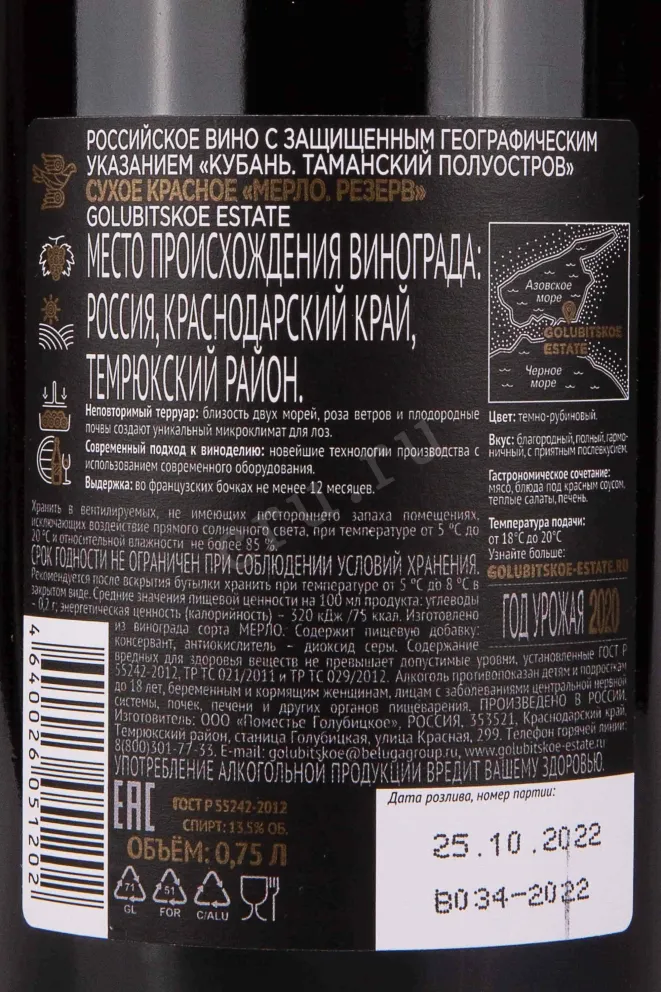 РОССИЙСКОЕ ВИНО С ЗАЩИЩЕННЫМ ГЕОГРАФИЧЕСКИМ
УКАЗАНИЕМ «КУБАНЬ. ТАМАНСКИЙ ПОЛУОСТРОВ»
СУХОЕ КРАСНОЕ «МЕРЛО. РЕЗЕРВ»
GOLUBITSKOE ESTATE
МЕСТО ПРОИСХОЖДЕНИЯ ВИНОГРАДА:
РОССИЯ, КРАСНОДАРСКИЙ КРАЙ,
ТЕМРЮКСКИЙ РАЙОН.
Неповторимый терруар: близость двух морей, роза ветров и плодородные
почвы создают уникальный микроклимат для лоз.
Современный подход к виноделию: новейшие технологии производства с
использованием современного оборудования.
Выдержка: во французских бочках не менее 12 месяцев.
Азовское
море
GOLUBITSKOE
ESTATE
Черное
море
Цвет: темно-рубиновый.
Вкус: благородный, полный, гармо-
ничный, с приятным послевкусием.
Гастрономическое сочетание:
мясо, блюда под красным соусом,
теплые салаты, печень.
Температура подачи:
от 18°С до 20°С
Узнайте больше:
GOLUBITSKOE-ESTATE.RU
ГОД УРОЖАЯ 2020
Хранить в вентилируемых, не имеющих постороннего запаха помещениях,
исключающих воздействие прямого солнечного света, при температуре от 5 °С до
20 °С и относительной влажности не более 85 %.
СРОК ГОДНОСТИ НЕ ОГРАНИЧЕН ПРИ СОБЛЮДЕНИИ УСЛОВИЙ ХРАНЕНИЯ.
Рекомендуется после вскрытия бутылки хранить при температуре от 5 °С до 8 °С в
закрытом виде. Средние значения пищевой ценности на 100 мл продукта: углеводы
- 0,2 г, энергетическая ценность (калорийность) – 320 кДж /75 ккал. Изготовлено
из винограда сорта МЕРЛО. Содержит пищевую добавку:
консервант, антиокислитель – диоксид серы. Содержание
вредных для здоровья веществ не превышает допустимые уровни, установленные ГОСТ Р
55242-2012, ТР ТС 021/2011 и ТР ТС 029/2012. Алкоголь противопоказан детям и подросткам
до 18 лет, беременным и кормящим женщинам, лицам с заболеваниями центральной нервной
системы, почек, печени и других органов пищеварения. ПРОИЗВЕДЕНО В РОССИИ.
Изготовитель: ООО «Поместье Голубицкое», РОССИЯ, 353521, Краснодарский край,
Темрюкский район, станица Голубицкая, улица Красная, 299. Телефон горячей линии:
8(800)301-77-33. E-mail: golubitskoe@belugagroup.ru, www.golubitskoe-estate.ru
УПОТРЕБЛЕНИЕ АЛКОГОЛЬНОЙ ПРОДУКЦИИ ВРЕДИТ ВАШЕМУ ЗДОРОВЬЮ.
4 640026 051202
ЕАС
ГОСТ Р 55242-2012
СПИРТ: 13,5% ОБ.
ОБЪЁМ: 0,75 Л
71
GL
51
FOR
C/ALU
Дата розлива, номер партии:
25.10.2022
В034-2022